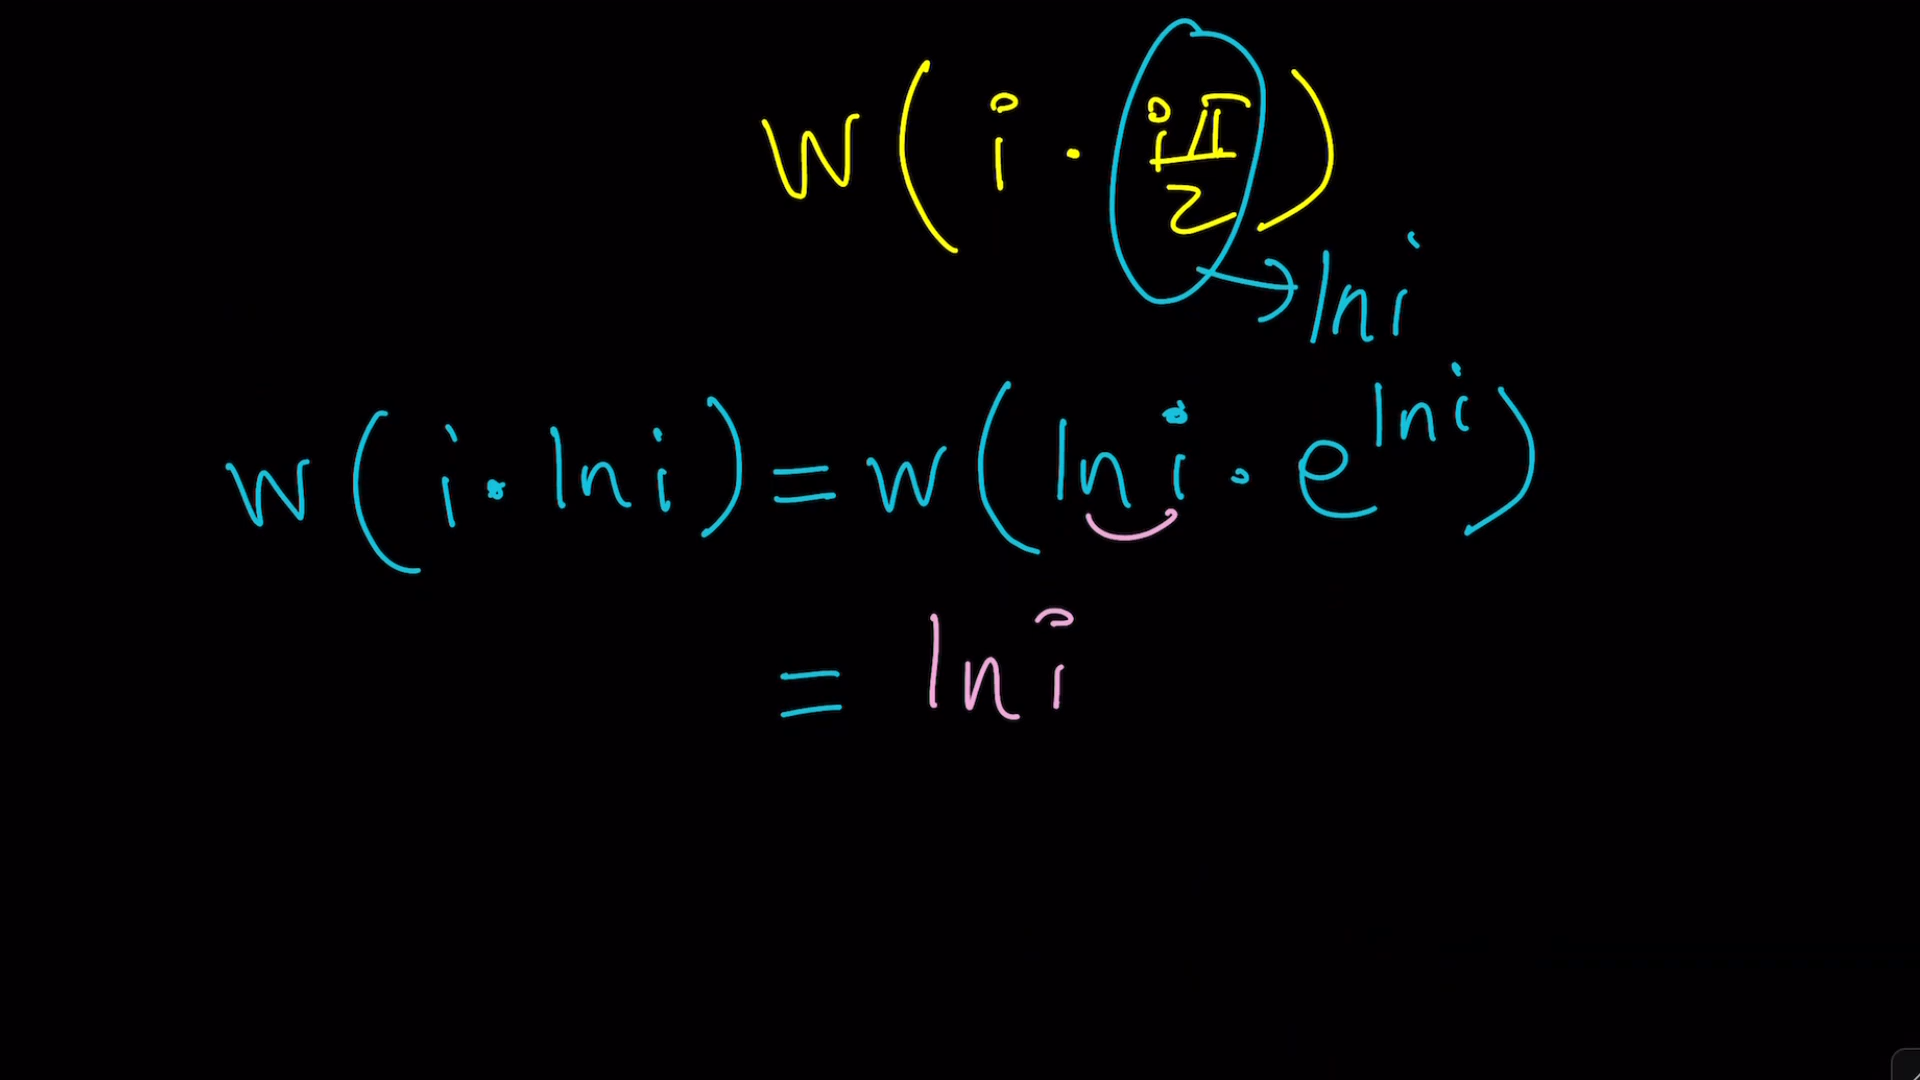 W(i · iπ/2)
→ ln i
W(i · ln i) = W(ln i · e^ln i)
= ln i